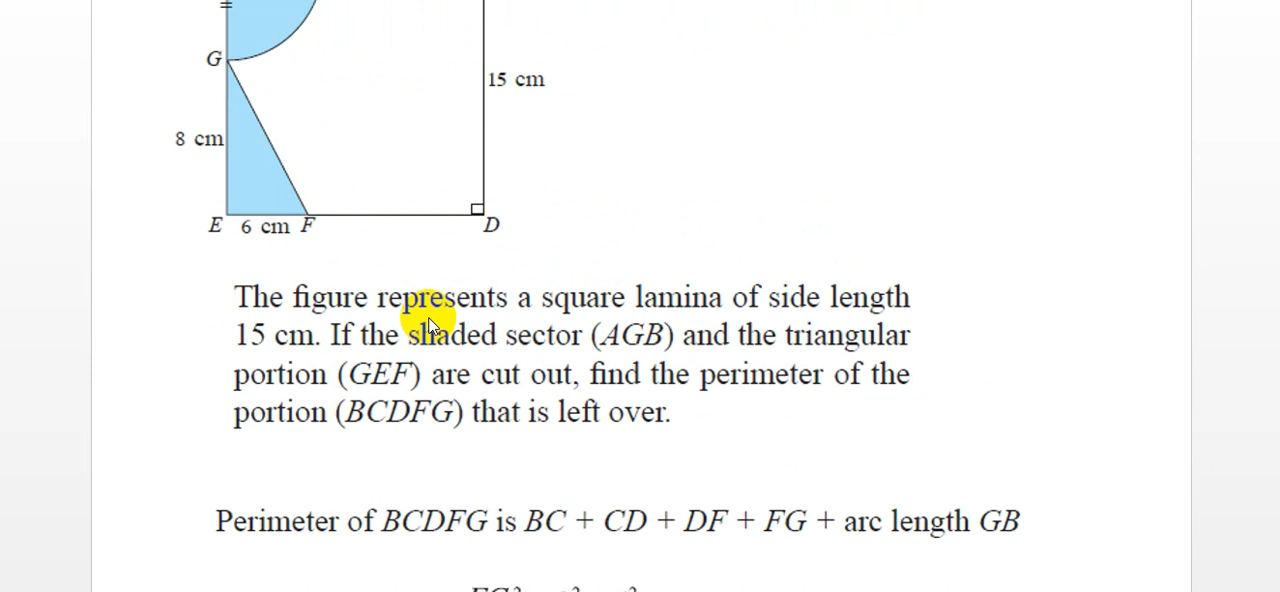 G
15 cm
8 cm
E 6 cm F D
The figure represents a square lamina of side length
15 cm. If the shaded sector (AGB) and the triangular
portion (GEF) are cut out, find the perimeter of the
portion (BCDFG) that is left over.
Perimeter of BCDFG is BC + CD + DF + FG + arc length GB